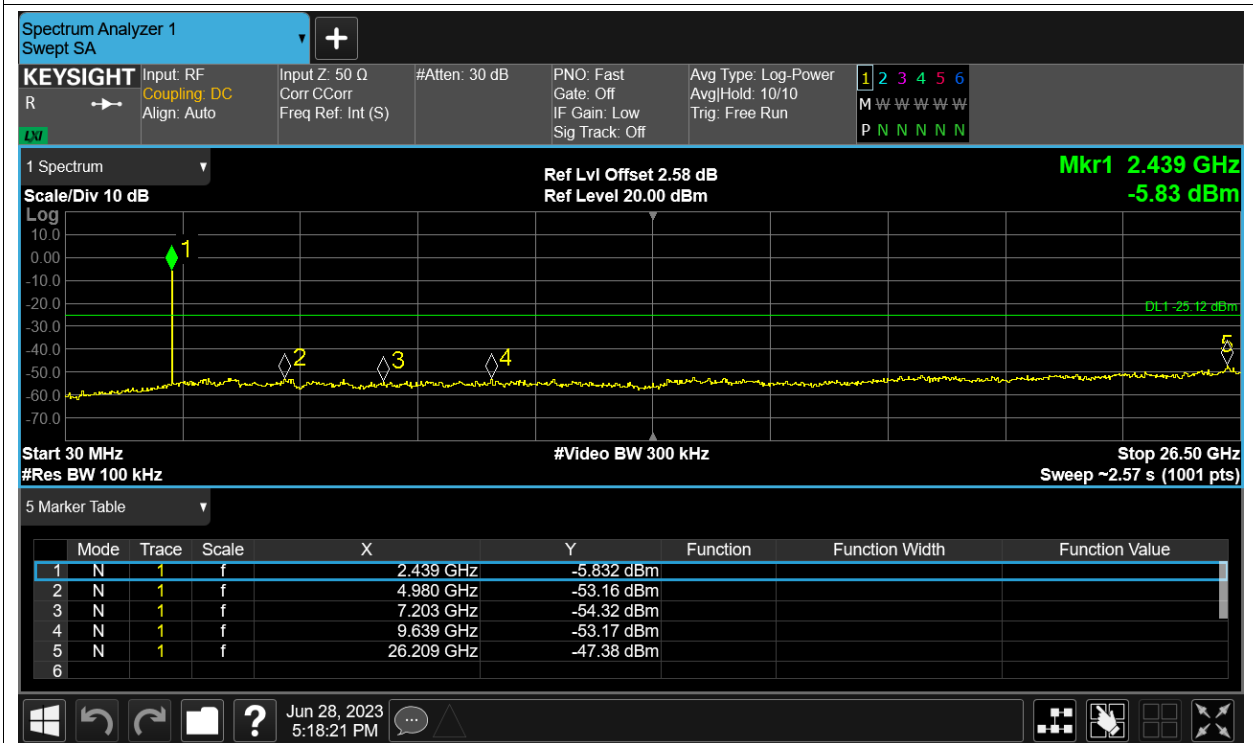 Spectrum Analyzer 1
Swept SA
KEYSIGHT
R
LXI
Input: RF
Coupling: DC
Align: Auto
Input Z: 50 Ω
Corr CCorr
Freq Ref: Int (S)
#Atten: 30 dB
PNO: Fast
Gate: Off
IF Gain: Low
Sig Track: Off
Avg Type: Log-Power
Avg|Hold: 10/10
Trig: Free Run
1 2 3 4 5 6
M W W W W W
P N N N N N
1 Spectrum
Scale/Div 10 dB
Ref Lvl Offset 2.58 dB
Ref Level 20.00 dBm
Mkr1 2.439 GHz
-5.83 dBm
Log
10.0
0.00
-10.0
-20.0
-30.0
-40.0
-50.0
-60.0
-70.0
1
2
3
4
5
DL1 -25.12 dBm
Start 30 MHz
#Res BW 100 kHz
#Video BW 300 kHz
Stop 26.50 GHz
Sweep ~2.57 s (1001 pts)
5 Marker Table
Mode Trace Scale X Y Function Function Width Function Value
1 N 1 f 2.439 GHz -5.832 dBm
2 N 1 f 4.980 GHz -53.16 dBm
3 N 1 f 7.203 GHz -54.32 dBm
4 N 1 f 9.639 GHz -53.17 dBm
5 N 1 f 26.209 GHz -47.38 dBm
6
?
Jun 28, 2023
5:18:21 PM